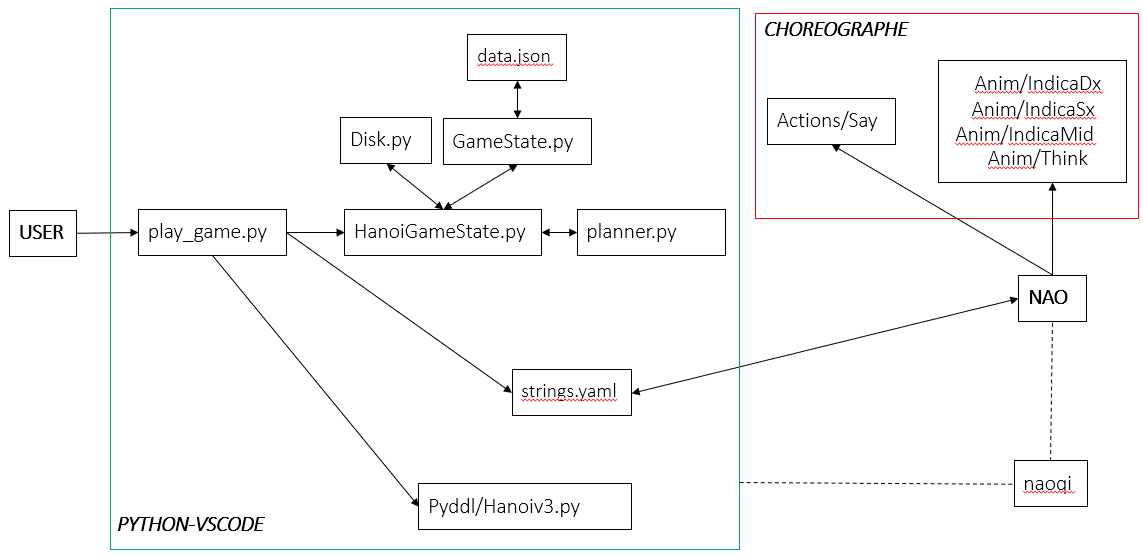 CHOREOGRAPHE
data.json
Anim/IndicaDx
Anim/IndicaSx
Anim/IndicaMid
Anim/Think
Actions/Say
Disk.py
GameState.py
USER
play_game.py
HanoiGameState.py
planner.py
NAO
strings.yaml
naoqi
Pyddl/Hanoiv3.py
PYTHON-VSCODE